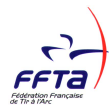 FFTA
Fédération Française
de Tir à l'Arc